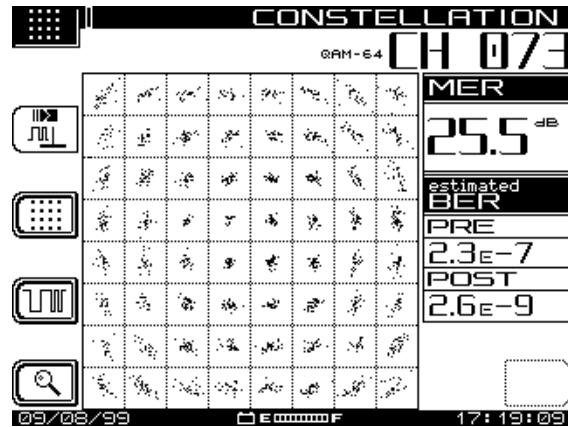 CONSTELLATION
QAM-64 CH 073
MER
25.5 dB
estimated
BER
PRE
2.3E-7
POST
2.6E-9
09/08/99 E F 17:19:09